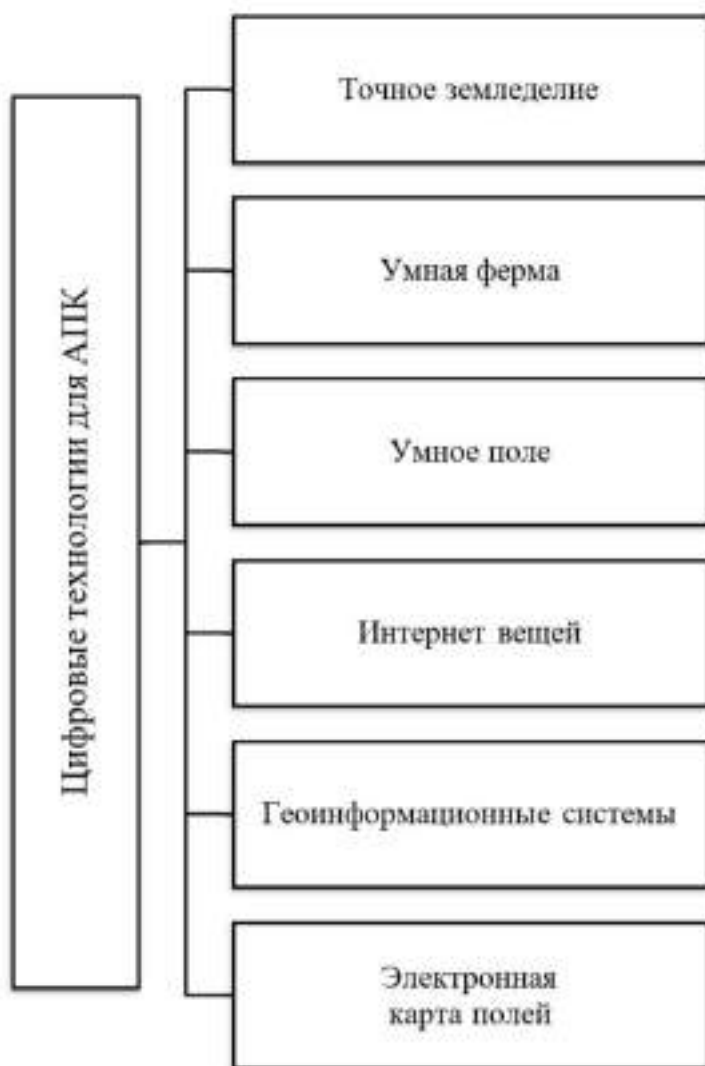 Цифровые технологии для АПК
Точное земледелие
Умная ферма
Умное поле
Интернет вещей
Геоинформационные системы
Электронная
карта полей